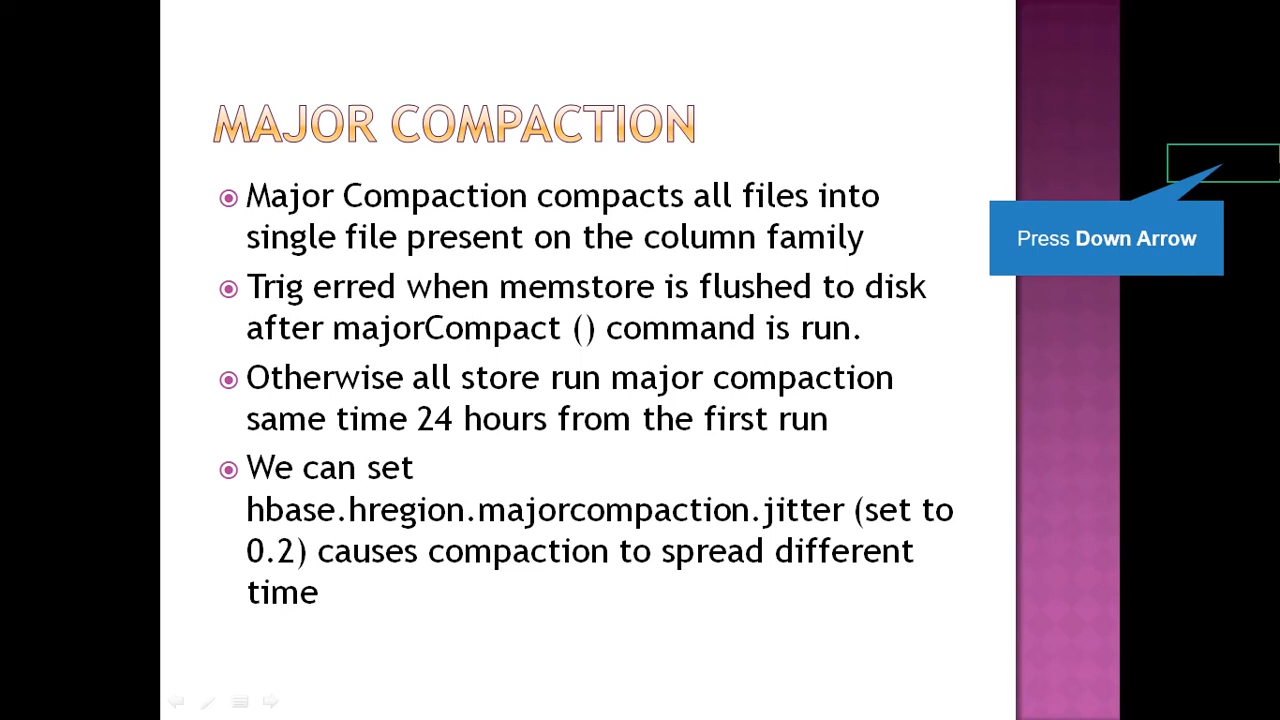 MAJOR COMPACTION
Major Compaction compacts all files into
single file present on the column family
Trig erred when memstore is flushed to disk
after majorCompact () command is run.
Otherwise all store run major compaction
same time 24 hours from the first run
We can set
hbase.hregion.majorcompaction.jitter (set to
0.2) causes compaction to spread different
time
Press Down Arrow